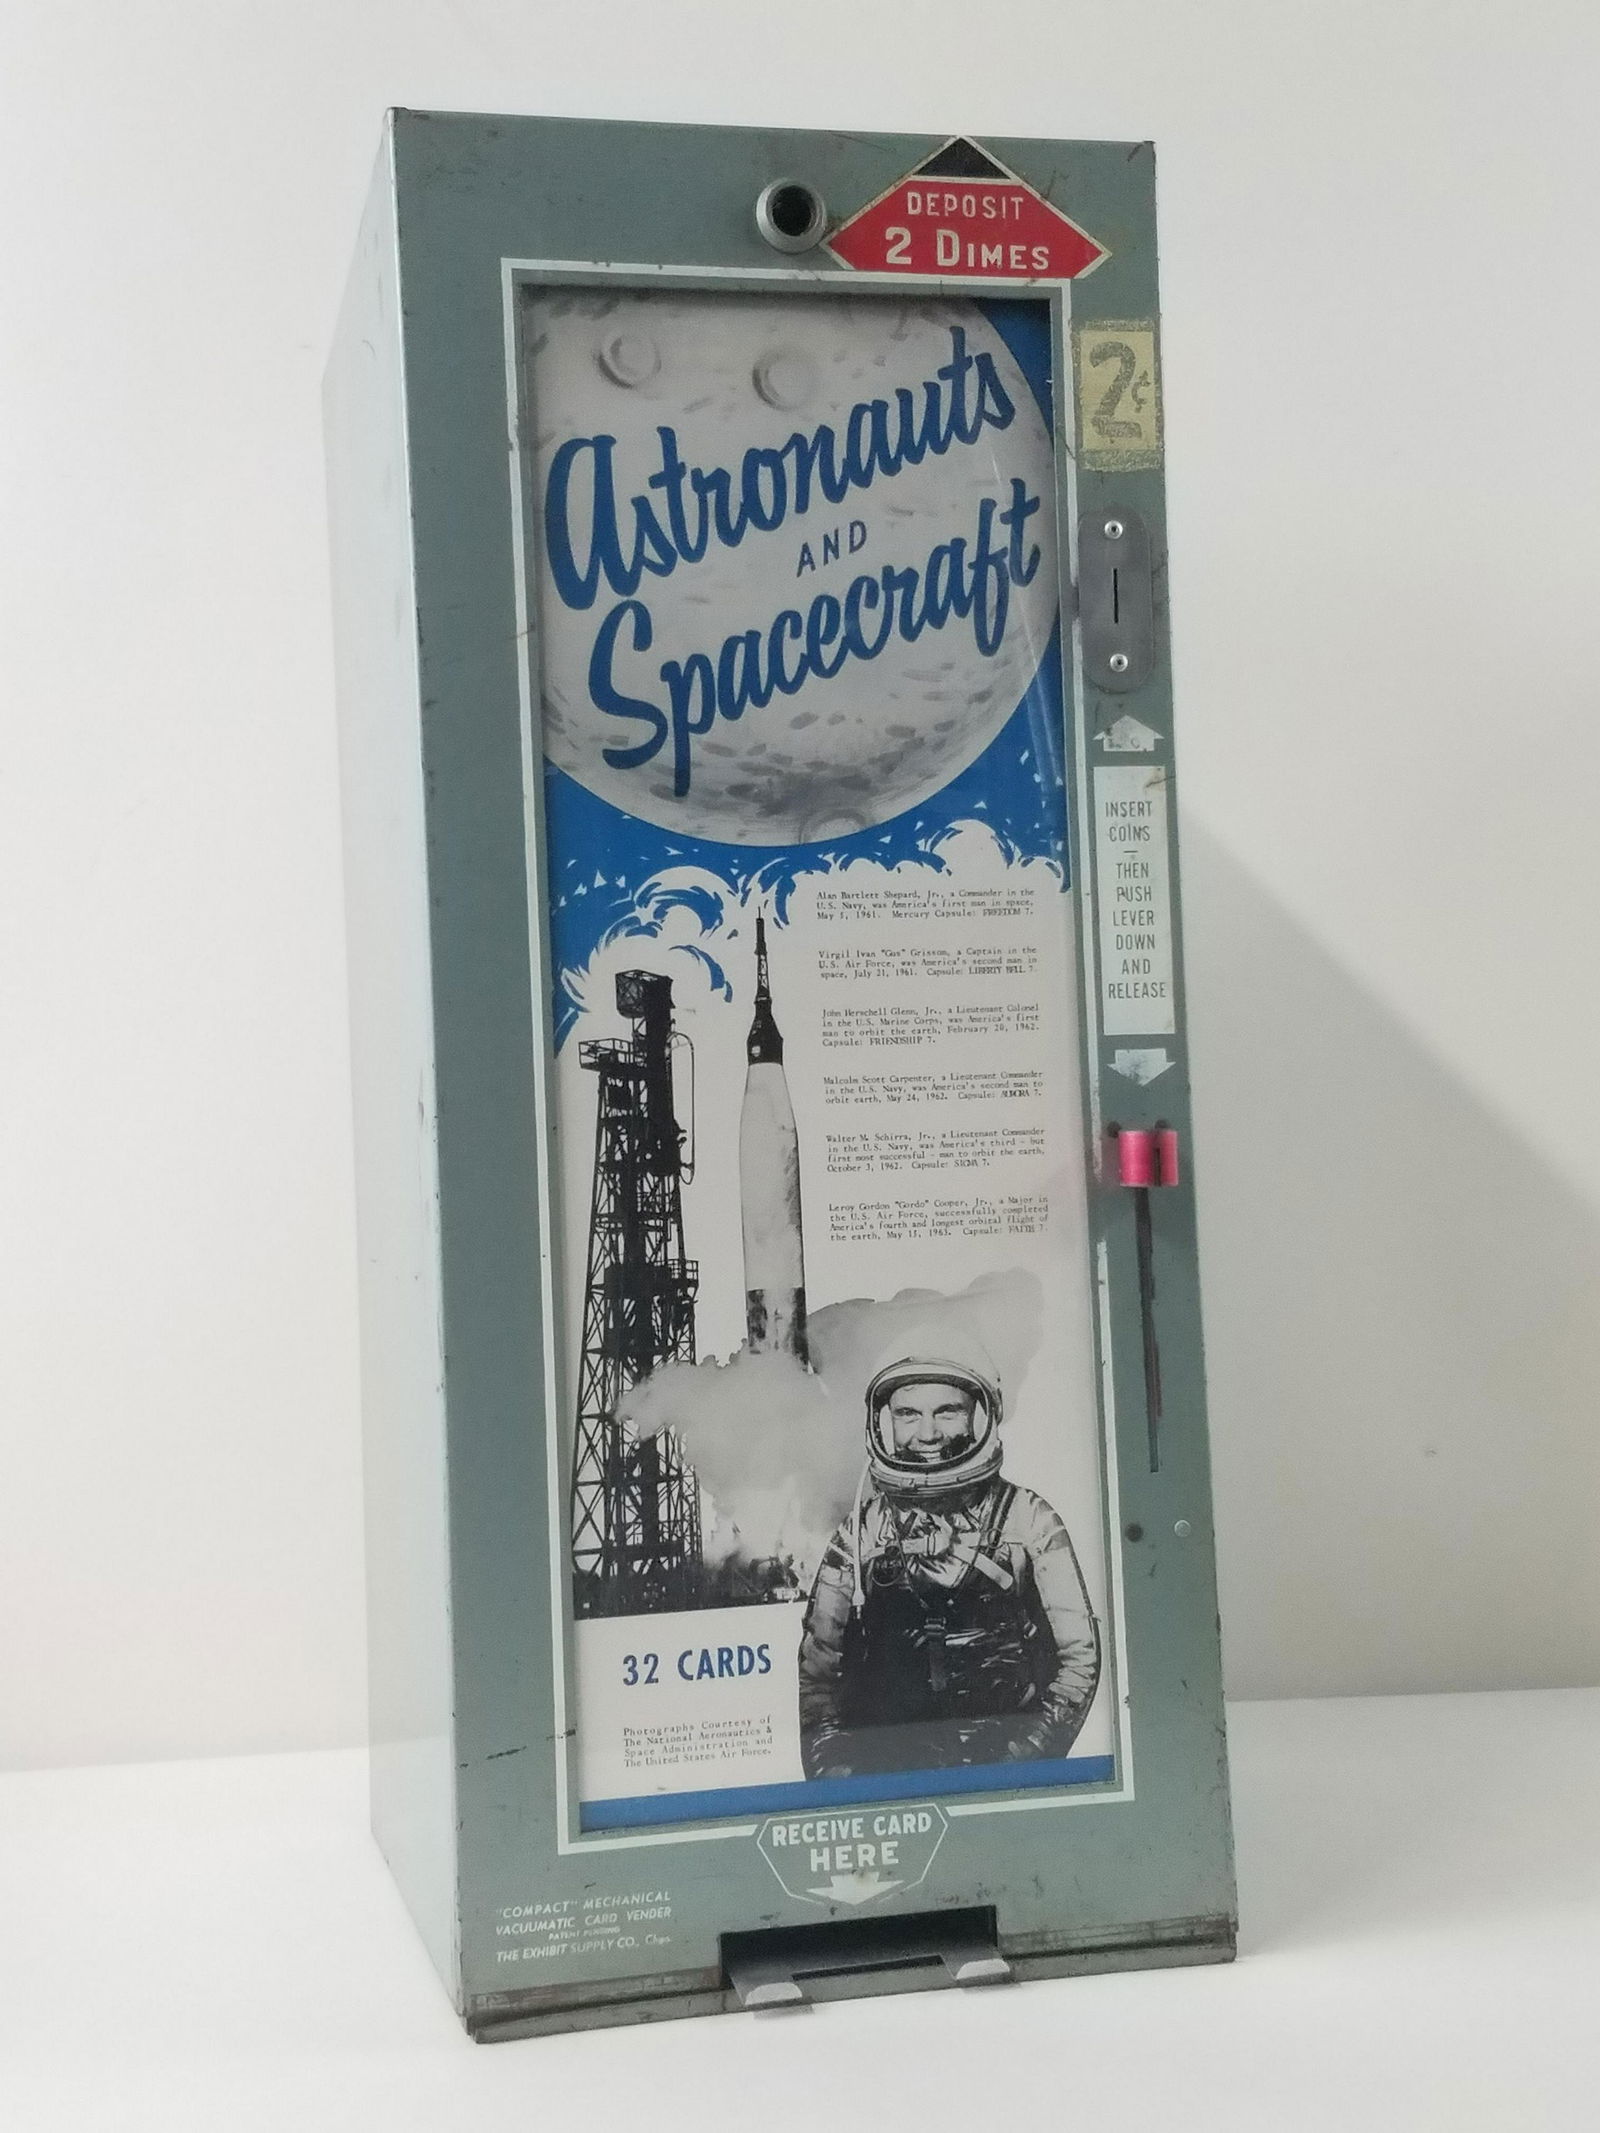 DEPOSIT
2 DIMES
2¢
Astronauts
AND
Spacecraft
INSERT
COINS
—
THEN
PUSH
LEVER
DOWN
AND
RELEASE
Alan Bartlett Shepard, Jr., a Commander in the
U.S. Navy, was America's first man in space,
May 5, 1961. Mercury Capsule: FREEDOM 7.
Virgil Ivan "Gus" Grissom, a Captain in the
U.S. Air Force, was America's second man in
space, July 21, 1961. Capsule: LIBERTY BELL 7.
John Herschell Glenn, Jr., a Lieutenant Colonel
in the U.S. Marine Corps, was America's first
man to orbit the earth, February 20, 1962.
Capsule: FRIENDSHIP 7.
Malcolm Scott Carpenter, a Lieutenant Commander
in the U.S. Navy, was America's second man to
orbit earth, May 24, 1962. Capsule: AURORA 7.
Walter M. Schirra, Jr., a Lieutenant Commander
in the U.S. Navy, was America's third - but
first most successful - man to orbit the earth,
October 3, 1962. Capsule: SIGMA 7.
Leroy Gordon "Gordo" Cooper, Jr., a Major in
the U.S. Air Force, successfully completed
America's fourth and longest orbital flight of
the earth, May 15, 1963. Capsule: FAITH 7.
32 CARDS
Photographs Courtesy of
The National Aeronautics &
Space Administration and
The United States Air Force.
RECEIVE CARD
HERE
"COMPACT" MECHANICAL
VACUUMATIC CARD VENDER
PATENT PENDING
THE EXHIBIT SUPPLY CO., Chgo.